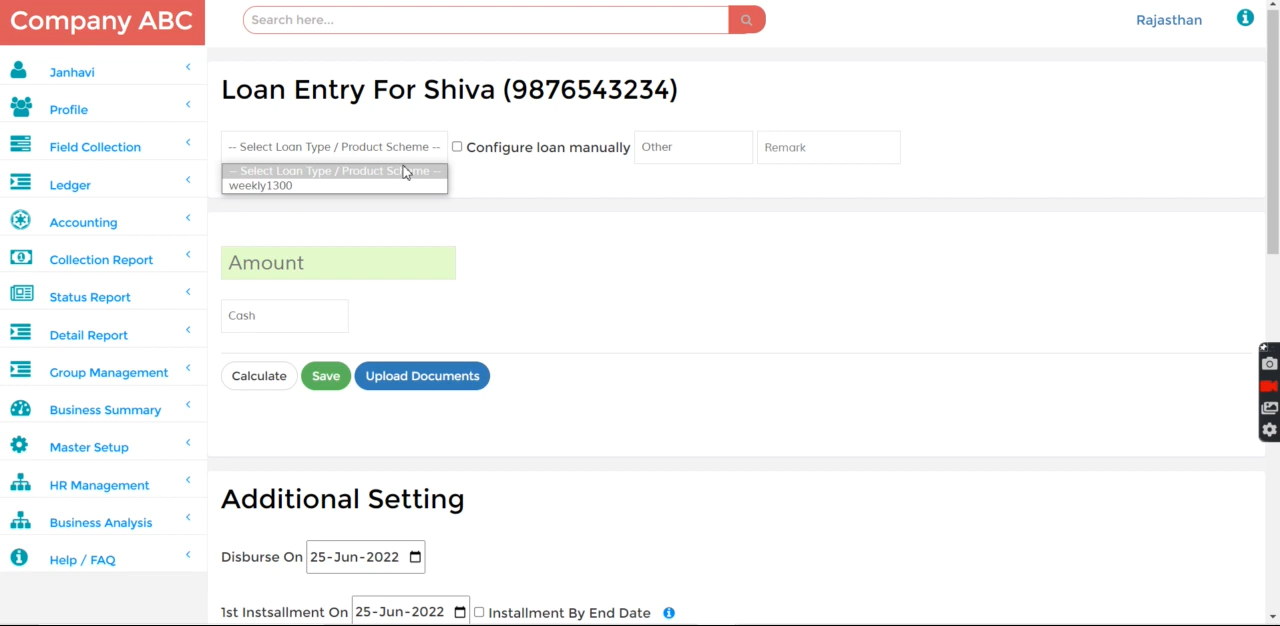 Company ABC
Search here...
Rajasthan
Janhavi
Profile
Field Collection
Ledger
Accounting
Collection Report
Status Report
Detail Report
Group Management
Business Summary
Master Setup
HR Management
Business Analysis
Help / FAQ
Loan Entry For Shiva (9876543234)
-- Select Loan Type / Product Scheme -- Configure loan manually Other Remark
-- Select Loan Type / Product Scheme --
weekly1300
Amount
Cash
Calculate Save Upload Documents
Additional Setting
Disburse On 25-Jun-2022
1st Instsallment On 25-Jun-2022 Installment By End Date